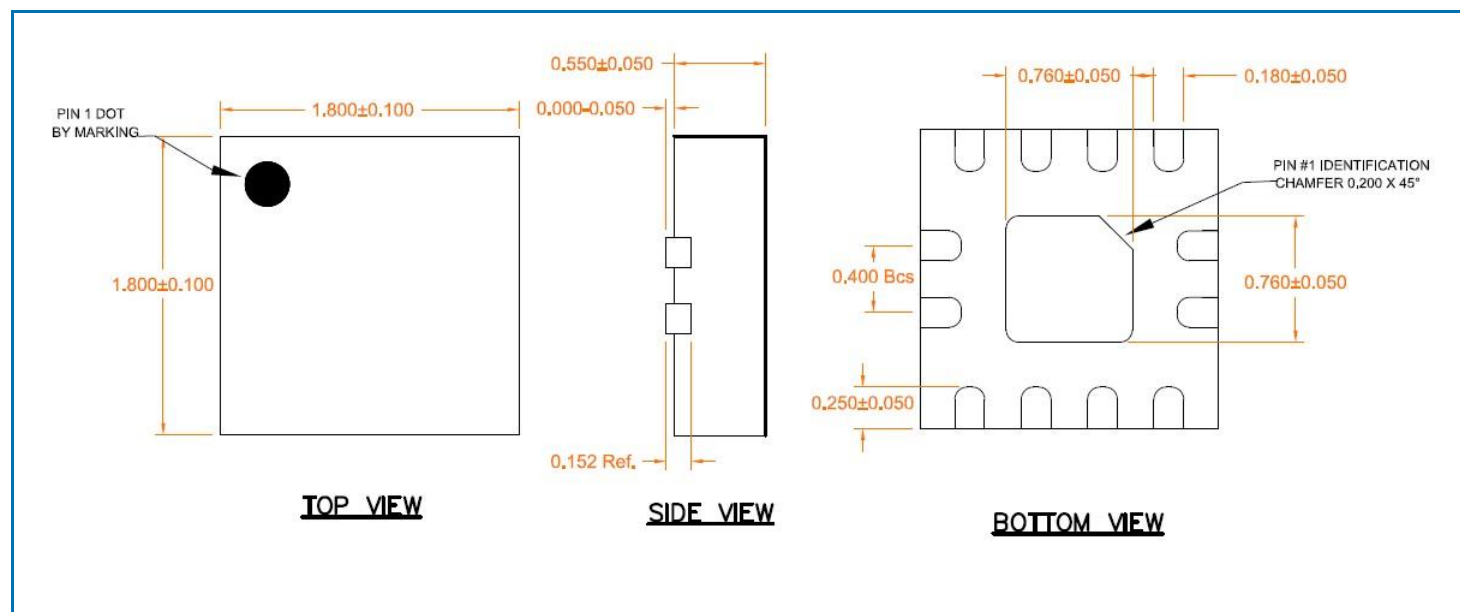 PIN 1 DOT
BY MARKING
1.800±0.100
1.800±0.100
TOP VIEW
0.550±0.050
0.000-0.050
0.152 Ref.
SIDE VIEW
0.760±0.050
0.180±0.050
PIN #1 IDENTIFICATION
CHAMFER 0.200 X 45°
0.400 Bcs
0.760±0.050
0.250±0.050
BOTTOM VIEW